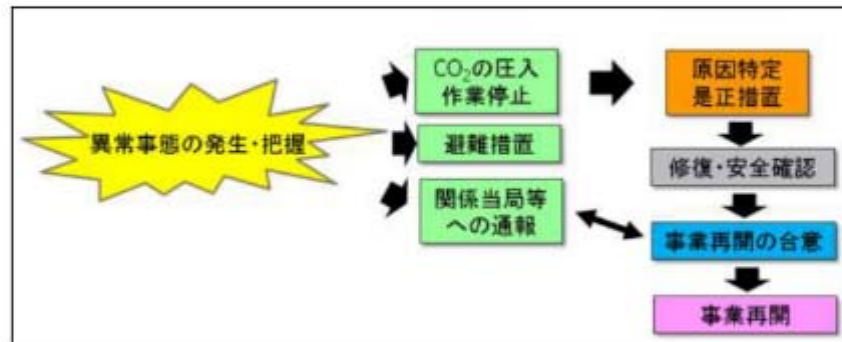 異常事態の発生・把握
CO₂の圧入
作業停止
避難措置
関係当局等
への通報
原因特定
是正措置
修復・安全確認
事業再開の合意
事業再開